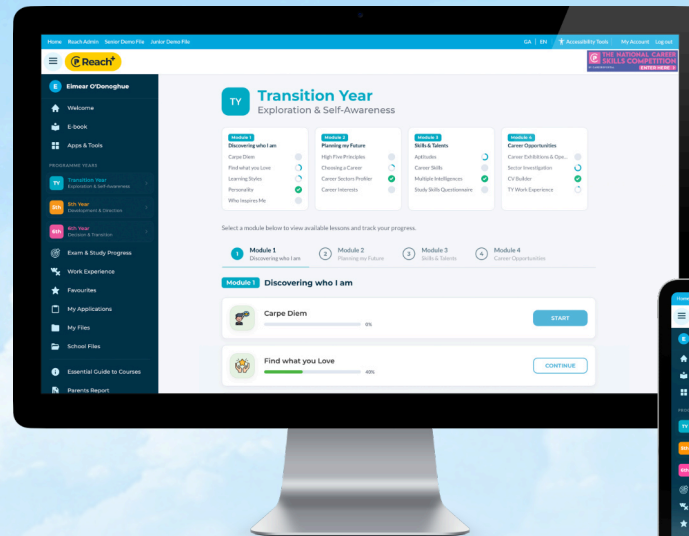 Home Reach Admin Senior Demo File Junior Demo File
GA | EN Accessibility Tools My Account Log out
Reach+
THE NATIONAL CAREER
SKILLS COMPETITION
ENTER HERE
E Eimear O'Donoghue
Welcome
E-book
Apps & Tools
PROGRAMME YEARS
TY Transition Year
Exploration & Self-Awareness
5th 5th Year
Development & Direction
6th 6th Year
Decision & Transition
Exam & Study Progress
Work Experience
Favourites
My Applications
My Files
School Files
Essential Guide to Courses
Parents Report
TY Transition Year
Exploration & Self-Awareness
Module 1
Discovering who I am
Carpe Diem
Find what you Love
Learning Styles
Personality
Who Inspires Me
Module 2
Planning my Future
High Five Principles
Choosing a Career
Career Sectors Profiler
Career Interests
Module 3
Skills & Talents
Aptitudes
Career Skills
Multiple Intelligences
Study Skills Questionnaire
Module 4
Career Opportunities
Career Exhibitions & Ope...
Sector Investigation
CV Builder
TY Work Experience
Select a module below to view available lessons and track your progress.
1 Module 1
Discovering who I am
2 Module 2
Planning my Future
3 Module 3
Skills & Talents
4 Module 4
Career Opportunities
Module 1 Discovering who I am
Carpe Diem
0%
START
Find what you Love
40%
CONTINUE
Home
E
TY
5th
6th